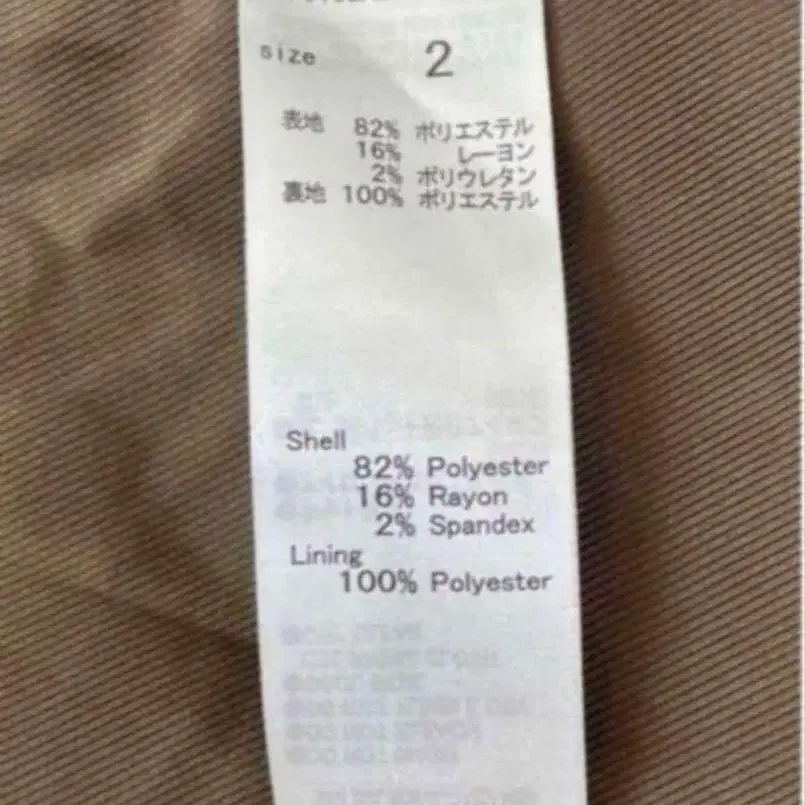 size 2
表地 82% ポリエステル
16% レーヨン
2% ポリウレタン
裏地 100% ポリエステル
Shell
82% Polyester
16% Rayon
2% Spandex
Lining
100% Polyester